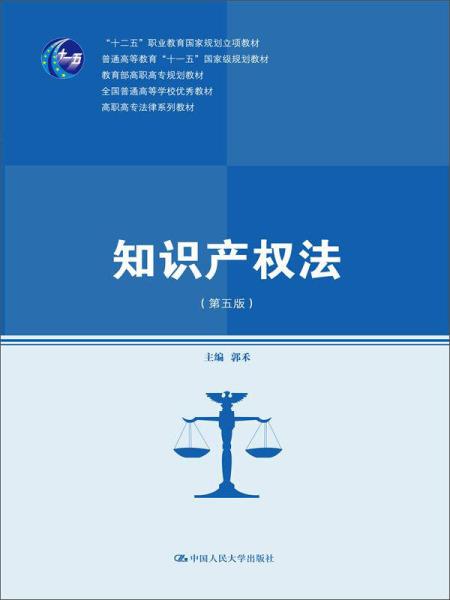 “十二五”职业教育国家规划立项教材
十一五
普通高等教育“十一五”国家级规划教材
教育部高职高专规划教材
全国普通高等学校优秀教材
高职高专法律系列教材
知识产权法
（第五版）
主编 郭禾
中国人民大学出版社